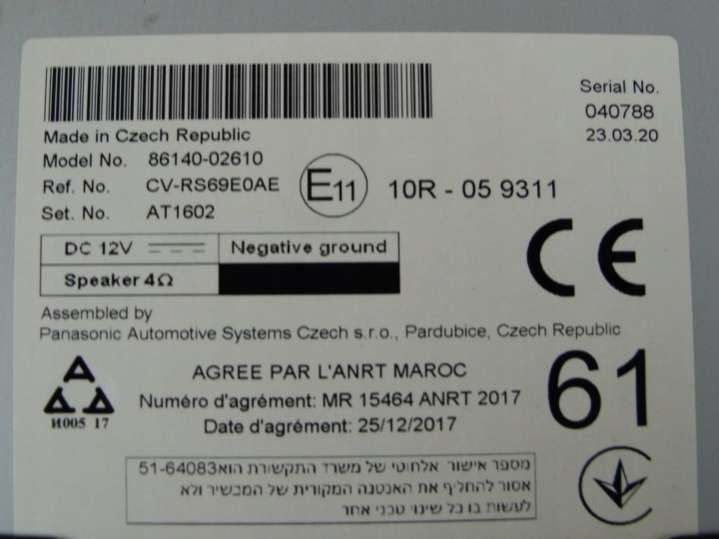 Serial No.
040788
23.03.20
Made in Czech Republic
Model No. 86140-02610
Ref. No. CV-RS69E0AE
Set. No. AT1602
E11 10R - 05 9311
DC 12V Negative ground
Speaker 4Ω
CE
Assembled by
Panasonic Automotive Systems Czech s.r.o., Pardubice, Czech Republic
AGREE PAR L'ANRT MAROC
Numéro d'agrément: MR 15464 ANRT 2017
Date d'agrément: 25/12/2017
61
И005 17
מספר אישור אלחוטי של משרד התקשורת הוא 51-64083
אסור להחליף את האנטנה המקורית של המכשיר ולא
לעשות בו כל שינוי טכני אחר